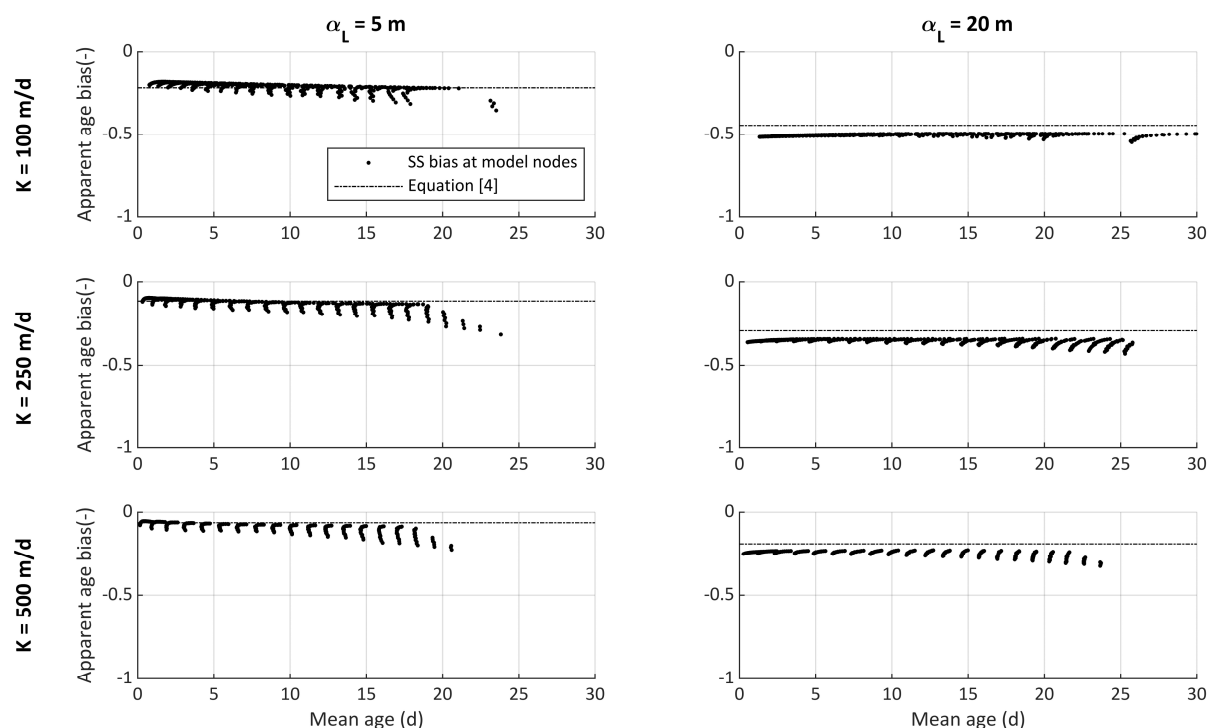 α_L = 5 m
α_L = 20 m
K = 100 m/d
Apparent age bias(-)
0
-0.5
-1
SS bias at model nodes
Equation [4]
0 5 10 15 20 25 30
0
-0.5
-1
0 5 10 15 20 25 30
K = 250 m/d
Apparent age bias(-)
0
-0.5
-1
0 5 10 15 20 25 30
0
-0.5
-1
0 5 10 15 20 25 30
K = 500 m/d
Apparent age bias(-)
0
-0.5
-1
0 5 10 15 20 25 30
Mean age (d)
0
-0.5
-1
0 5 10 15 20 25 30
Mean age (d)